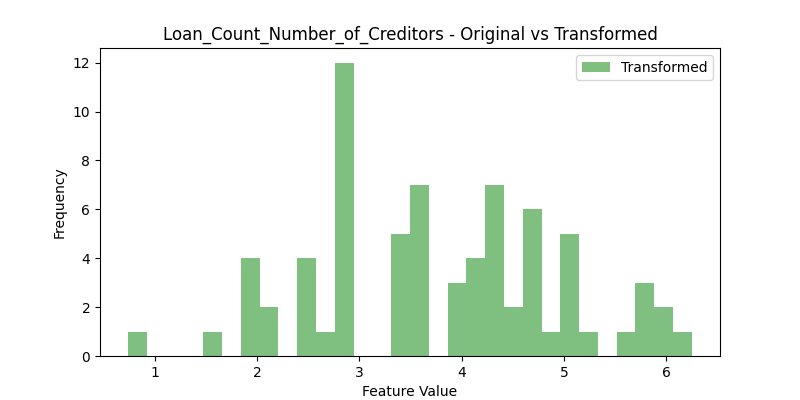 Loan_Count_Number_of_Creditors - Original vs Transformed
Transformed
Frequency
12
10
8
6
4
2
0
1 2 3 4 5 6
Feature Value